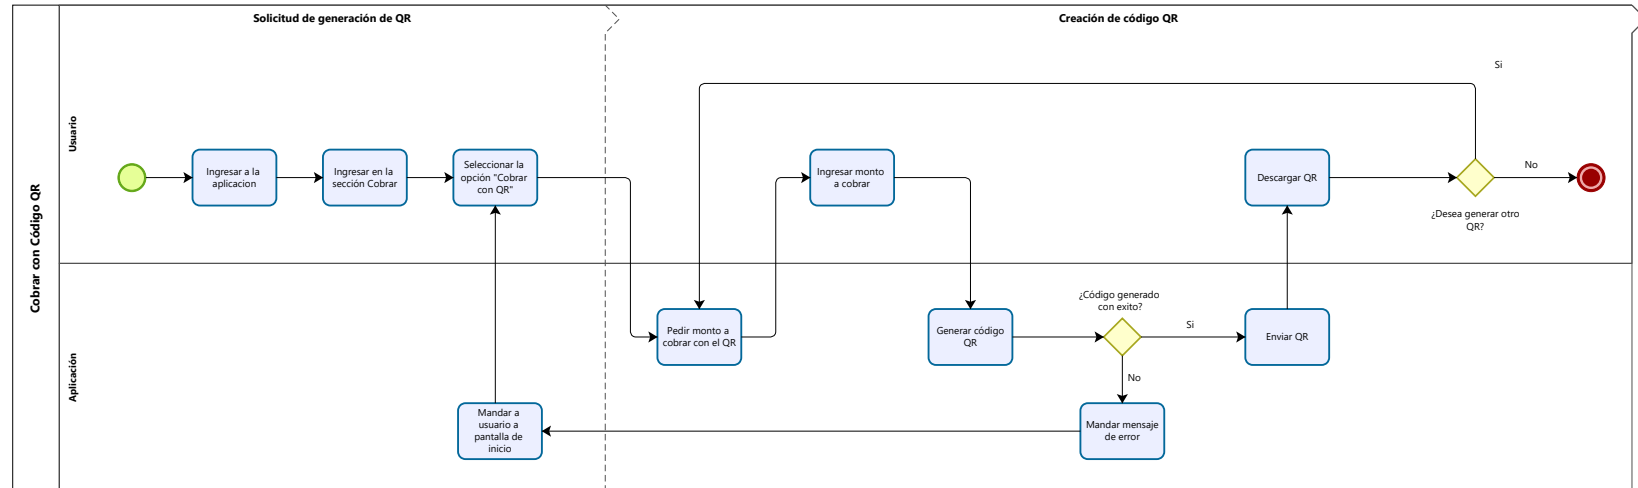 Cobrar con Código QR
Solicitud de generación de QR
Creación de código QR
Usuario
Ingresar a la
aplicacion
Ingresar en la
sección Cobrar
Seleccionar la
opción "Cobrar
con QR"
Ingresar monto
a cobrar
Descargar QR
Si
¿Desea generar otro
QR?
No
Aplicación
Pedir monto a
cobrar con el QR
Generar código
QR
¿Código generado
con exito?
Si
Enviar QR
No
Mandar mensaje
de error
Mandar a
usuario a
pantalla de
inicio